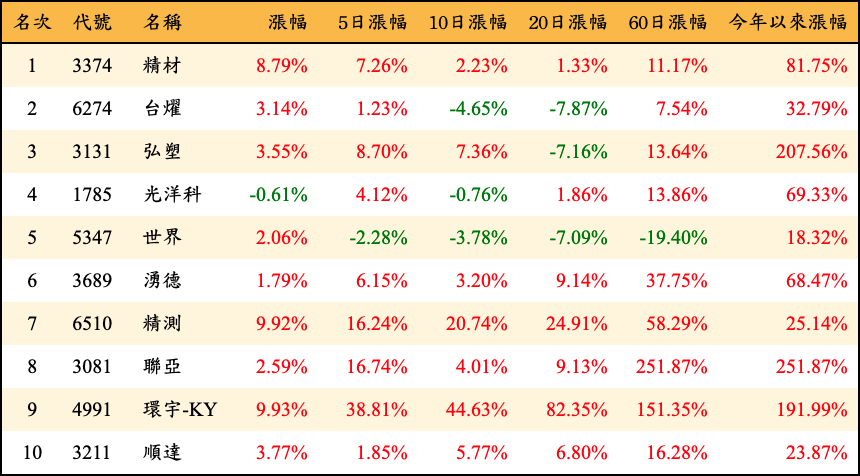 名次 代號 名稱 漲幅 5日漲幅 10日漲幅 20日漲幅 60日漲幅 今年以來漲幅
1 3374 精材 8.79% 7.26% 2.23% 1.33% 11.17% 81.75%
2 6274 台燿 3.14% 1.23% -4.65% -7.87% 7.54% 32.79%
3 3131 弘塑 3.55% 8.70% 7.36% -7.16% 13.64% 207.56%
4 1785 光洋科 -0.61% 4.12% -0.76% 1.86% 13.86% 69.33%
5 5347 世界 2.06% -2.28% -3.78% -7.09% -19.40% 18.32%
6 3689 湧德 1.79% 6.15% 3.20% 9.14% 37.75% 68.47%
7 6510 精測 9.92% 16.24% 20.74% 24.91% 58.29% 25.14%
8 3081 聯亞 2.59% 16.74% 4.01% 9.13% 251.87% 251.87%
9 4991 環宇-KY 9.93% 38.81% 44.63% 82.35% 151.35% 191.99%
10 3211 順達 3.77% 1.85% 5.77% 6.80% 16.28% 23.87%